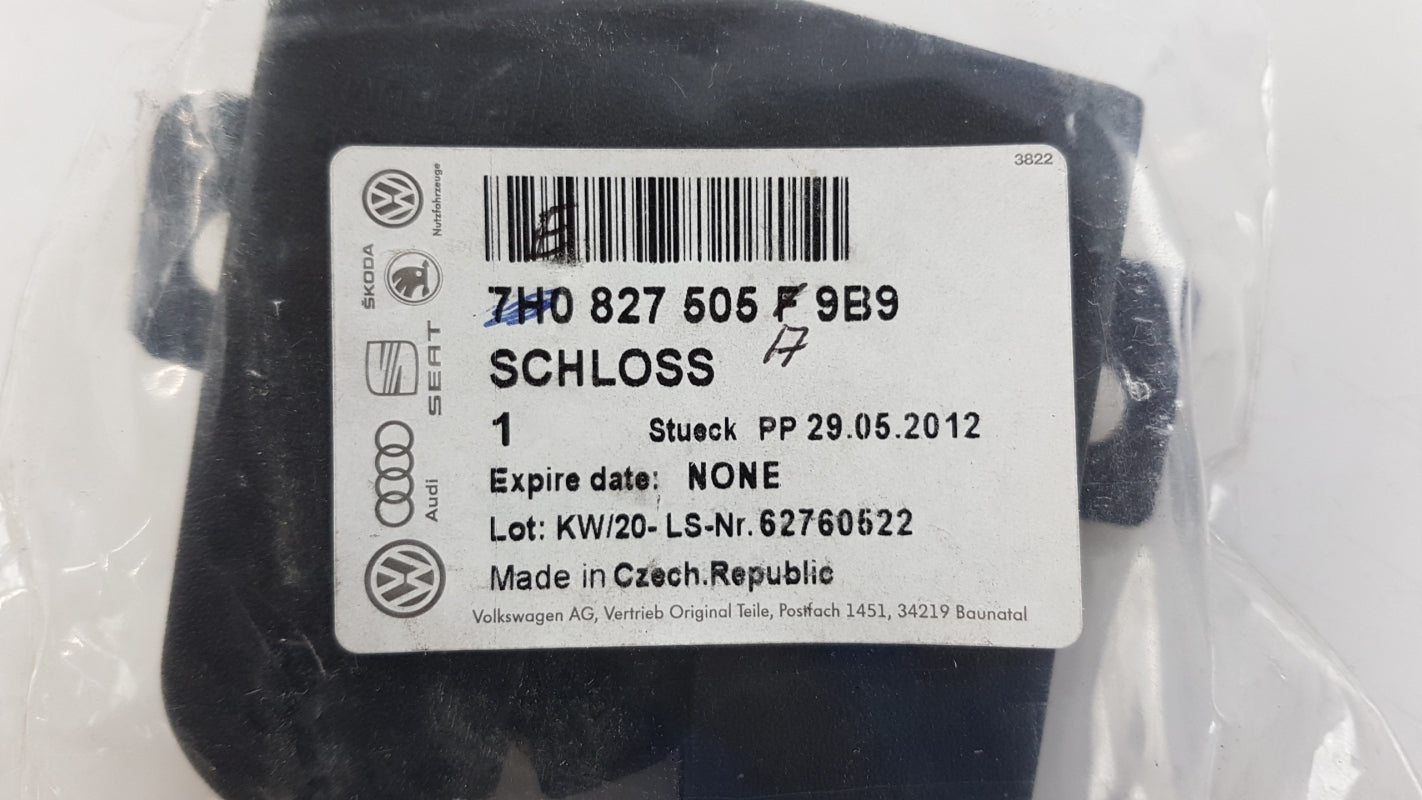 3822
Nutzfahrzeuge
ŠKODA
SEAT
Audi
E
7H0 827 505 F 9B9
A
SCHLOSS
1 Stueck PP 29.05.2012
Expire date: NONE
Lot: KW/20- LS-Nr. 62760522
Made in Czech.Republic
Volkswagen AG, Vertrieb Original Teile, Postfach 1451, 34219 Baunatal